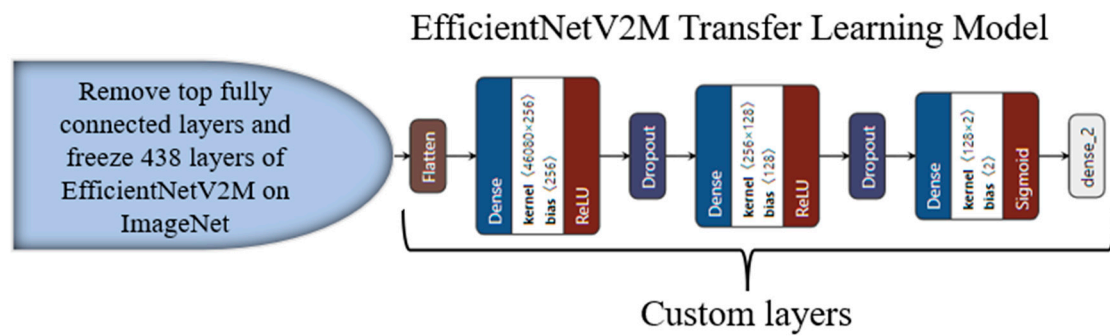 EfficientNetV2M Transfer Learning Model
Remove top fully
connected layers and
freeze 438 layers of
EfficientNetV2M on
ImageNet
Flatten
Dense
kernel ⟨46080×256⟩
bias ⟨256⟩
ReLU
Dropout
Dense
kernel ⟨256×128⟩
bias ⟨128⟩
ReLU
Dropout
Dense
kernel ⟨128×2⟩
bias ⟨2⟩
Sigmoid
dense_2
Custom layers